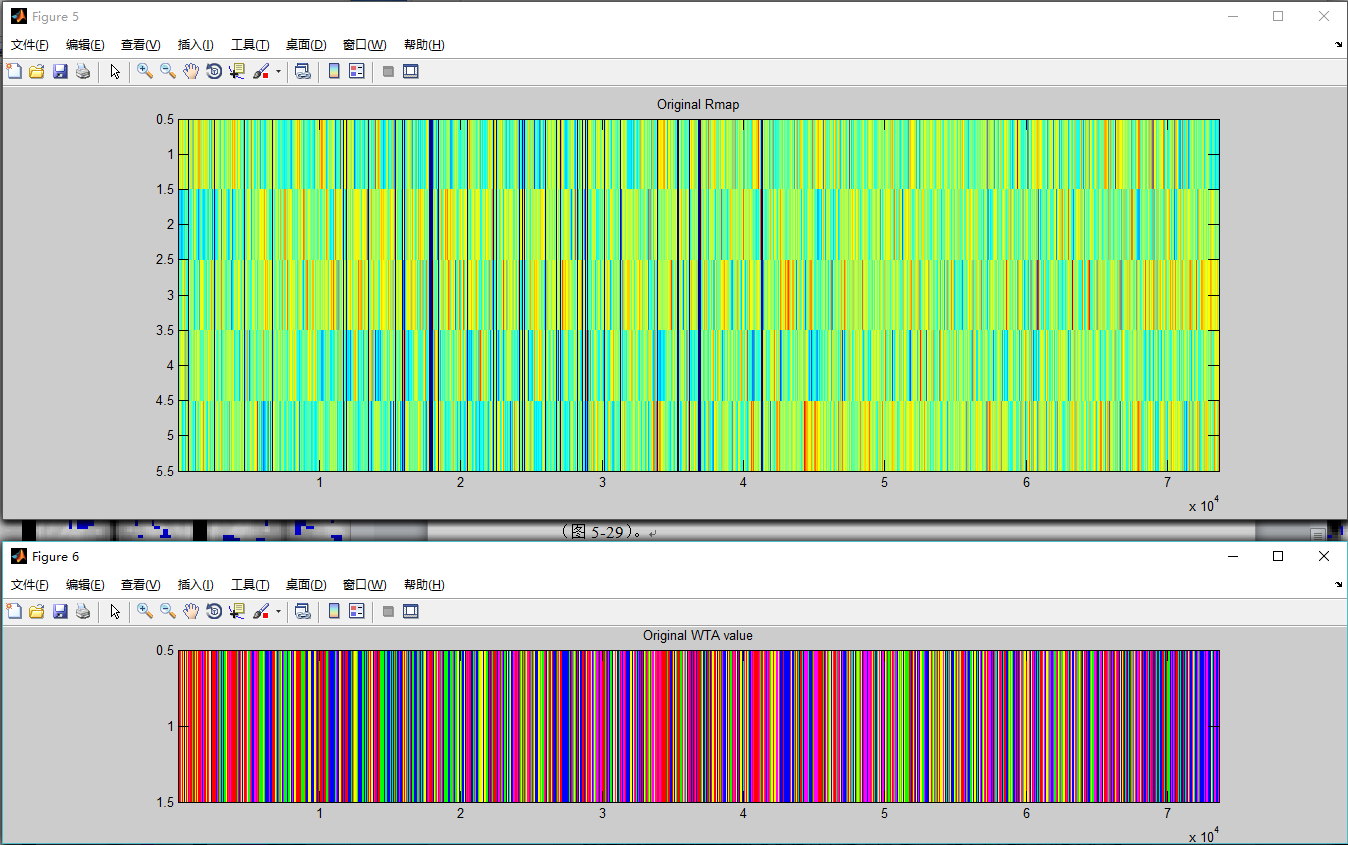 Figure 5
文件(F) 编辑(E) 查看(V) 插入(I) 工具(T) 桌面(D) 窗口(W) 帮助(H)
Original Rmap
0.5
1
1.5
2
2.5
3
3.5
4
4.5
5
5.5
1 2 3 4 5 6 7
x 10^4
（图 5-29）。
Figure 6
文件(F) 编辑(E) 查看(V) 插入(I) 工具(T) 桌面(D) 窗口(W) 帮助(H)
Original WTA value
0.5
1
1.5
1 2 3 4 5 6 7
x 10^4